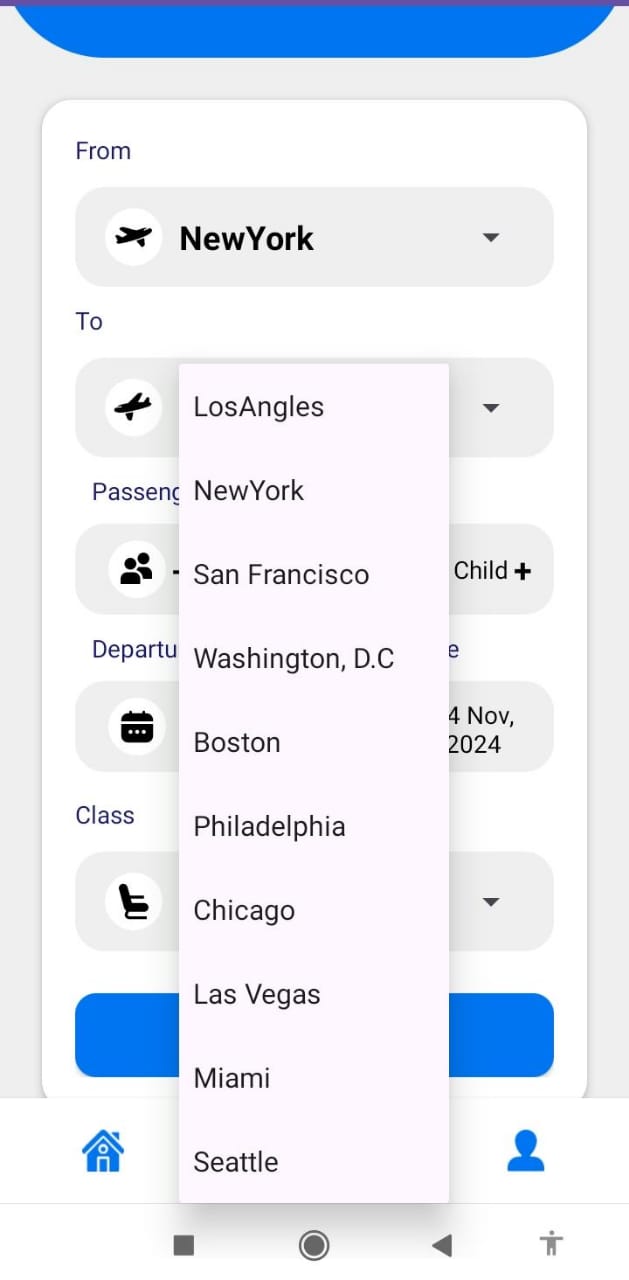 From
NewYork
To
LosAngles
NewYork
Passeng
San Francisco
Child +
Washington, D.C
Departu
e
4 Nov,
2024
Boston
Class
Philadelphia
Chicago
Las Vegas
Miami
Seattle